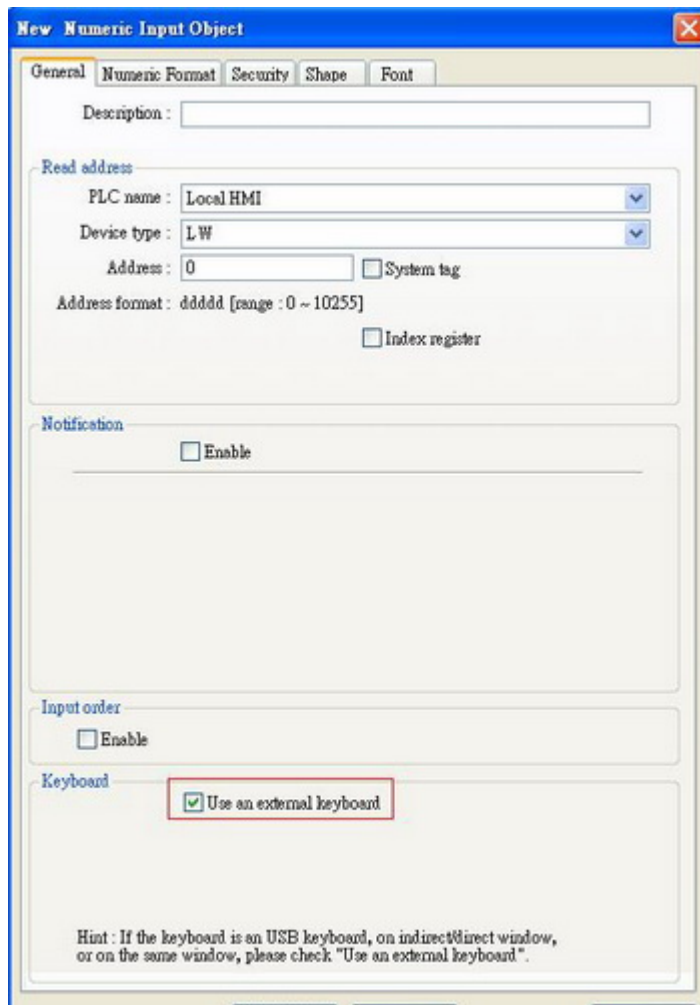 New Numeric Input Object
General Numeric Format Security Shape Font
Description :
Read address
PLC name : Local HMI
Device type : LW
Address : 0 System tag
Address format : ddddd [range : 0 ~ 10255]
Index register
Notification
Enable
Input order
Enable
Keyboard
Use an external keyboard
Hint : If the keyboard is an USB keyboard, on indirect/direct window,
or on the same window, please check "Use an external keyboard".